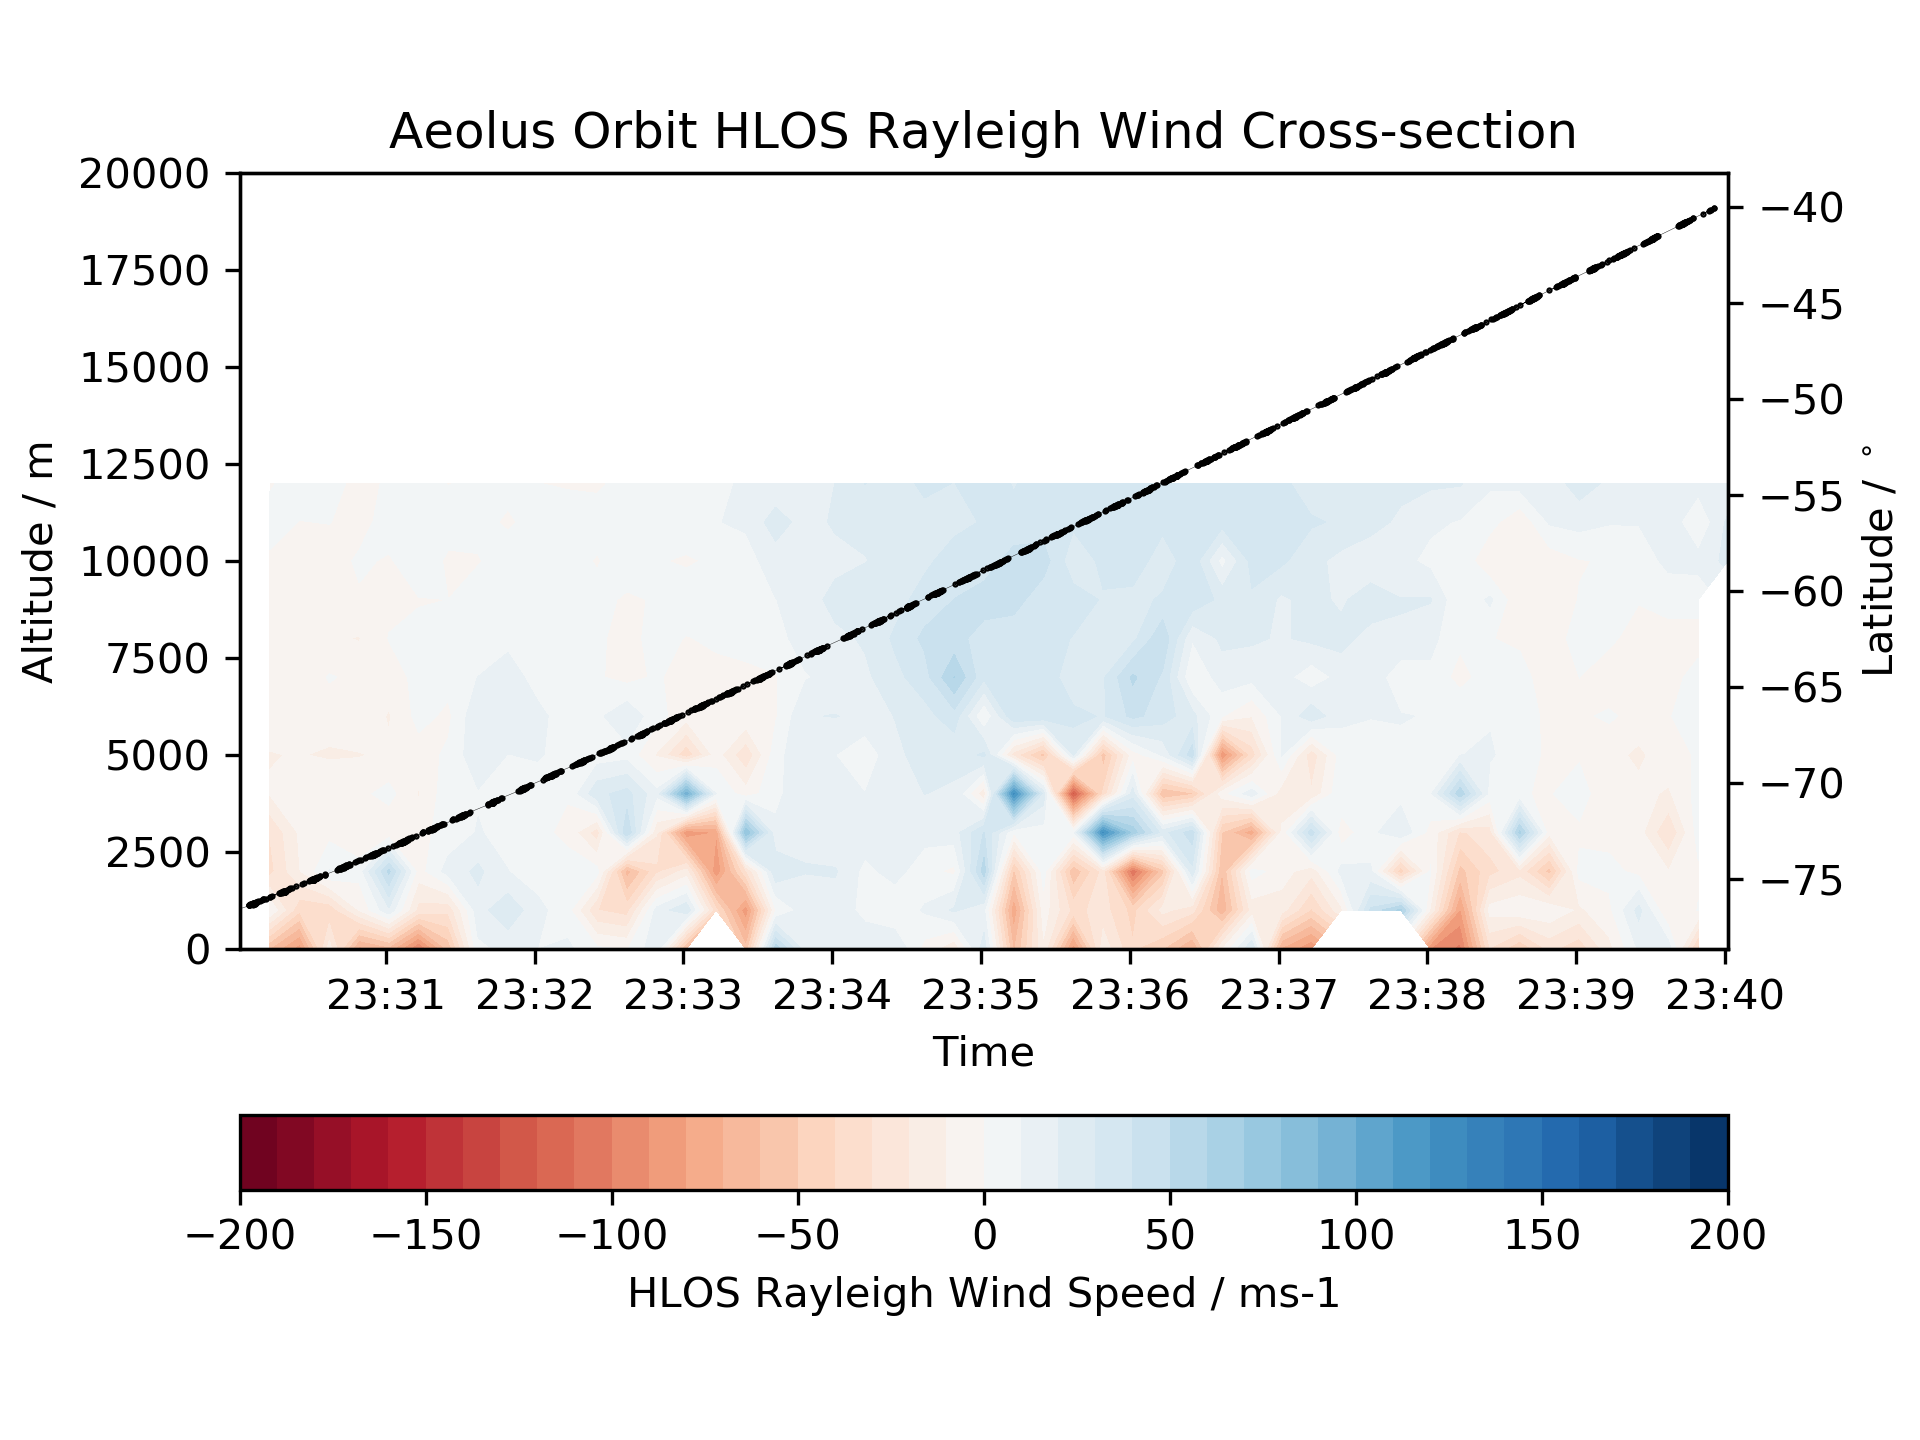 Aeolus Orbit HLOS Rayleigh Wind Cross-section
20000
17500
15000
12500
10000
7500
5000
2500
0
Altitude / m
−40
−45
−50
−55
−60
−65
−70
−75
Latitude / °
23:31 23:32 23:33 23:34 23:35 23:36 23:37 23:38 23:39 23:40
Time
−200 −150 −100 −50 0 50 100 150 200
HLOS Rayleigh Wind Speed / ms-1